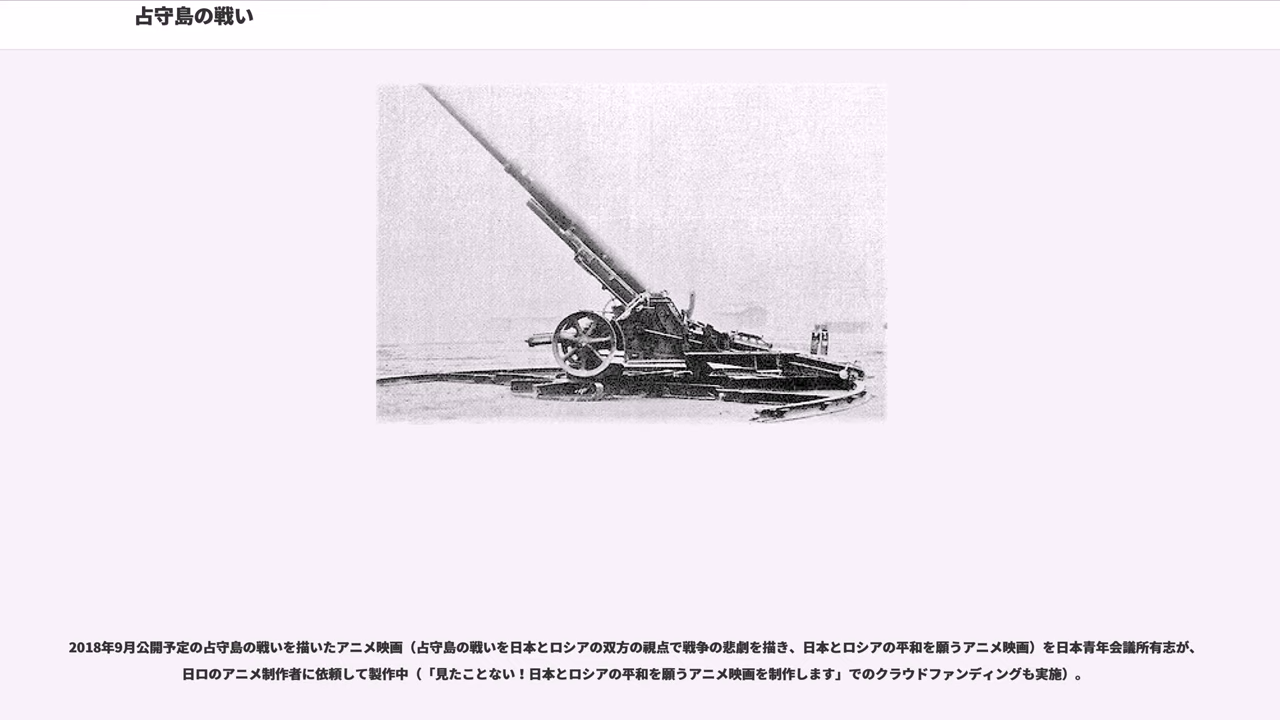 占守島の戦い
2018年9月公開予定の占守島の戦いを描いたアニメ映画（占守島の戦いを日本とロシアの双方の視点で戦争の悲劇を描き、日本とロシアの平和を願うアニメ映画）を日本青年会議所有志が、
日ロのアニメ制作者に依頼して製作中（「見たことない！日本とロシアの平和を願うアニメ映画を制作します」でのクラウドファンディングも実施）。